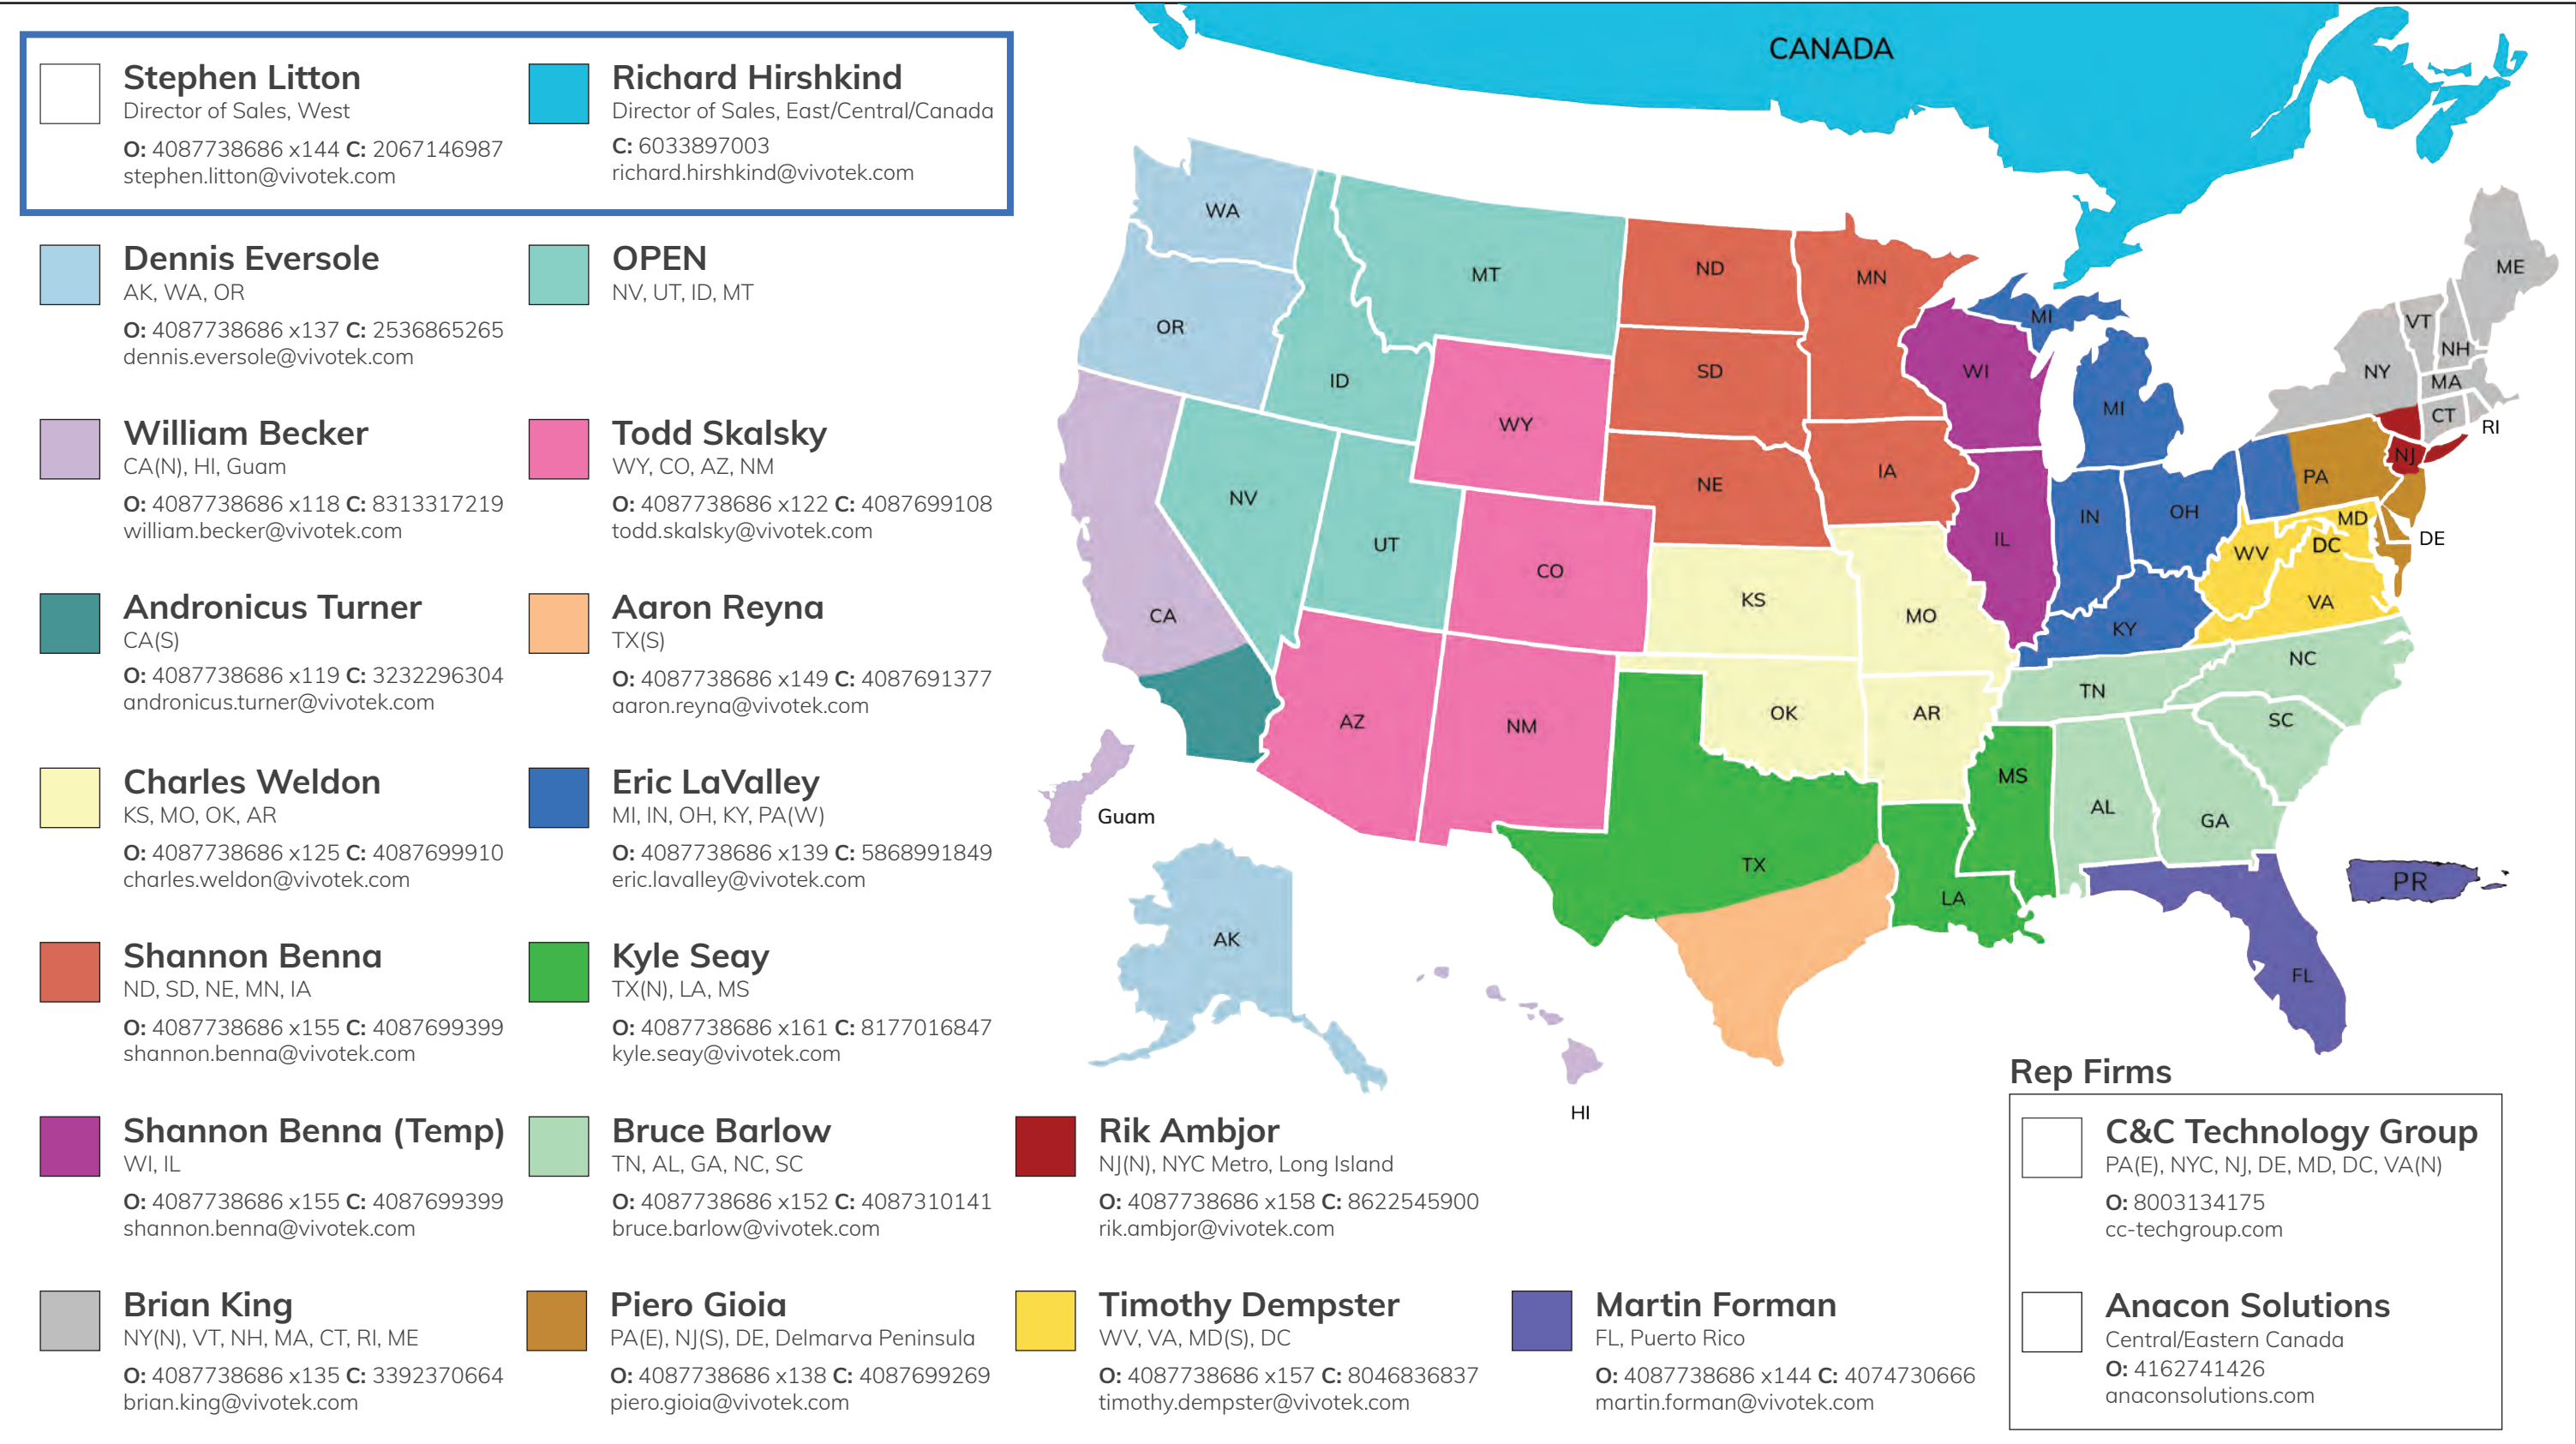 Stephen Litton
Director of Sales, West
O: 4087738686 x144 C: 2067146987
stephen.litton@vivotek.com
Richard Hirshkind
Director of Sales, East/Central/Canada
C: 6033897003
richard.hirshkind@vivotek.com
Dennis Eversole
AK, WA, OR
O: 4087738686 x137 C: 2536865265
dennis.eversole@vivotek.com
OPEN
NV, UT, ID, MT
William Becker
CA(N), HI, Guam
O: 4087738686 x118 C: 8313317219
william.becker@vivotek.com
Todd Skalsky
WY, CO, AZ, NM
O: 4087738686 x122 C: 4087699108
todd.skalsky@vivotek.com
Andronicus Turner
CA(S)
O: 4087738686 x119 C: 3232296304
andronicus.turner@vivotek.com
Aaron Reyna
TX(S)
O: 4087738686 x149 C: 4087691377
aaron.reyna@vivotek.com
Charles Weldon
KS, MO, OK, AR
O: 4087738686 x125 C: 4087699910
charles.weldon@vivotek.com
Eric LaValley
MI, IN, OH, KY, PA(W)
O: 4087738686 x139 C: 5868991849
eric.lavalley@vivotek.com
Shannon Benna
ND, SD, NE, MN, IA
O: 4087738686 x155 C: 4087699399
shannon.benna@vivotek.com
Kyle Seay
TX(N), LA, MS
O: 4087738686 x161 C: 8177016847
kyle.seay@vivotek.com
Shannon Benna (Temp)
WI, IL
O: 4087738686 x155 C: 4087699399
shannon.benna@vivotek.com
Bruce Barlow
TN, AL, GA, NC, SC
O: 4087738686 x152 C: 4087310141
bruce.barlow@vivotek.com
Rik Ambjor
NJ(N), NYC Metro, Long Island
O: 4087738686 x158 C: 8622545900
rik.ambjor@vivotek.com
Brian King
NY(N), VT, NH, MA, CT, RI, ME
O: 4087738686 x135 C: 3392370664
brian.king@vivotek.com
Piero Gioia
PA(E), NJ(S), DE, Delmarva Peninsula
O: 4087738686 x138 C: 4087699269
piero.gioia@vivotek.com
Timothy Dempster
WV, VA, MD(S), DC
O: 4087738686 x157 C: 8046836837
timothy.dempster@vivotek.com
Martin Forman
FL, Puerto Rico
O: 4087738686 x144 C: 4074730666
martin.forman@vivotek.com
Rep Firms
C&C Technology Group
PA(E), NYC, NJ, DE, MD, DC, VA(N)
O: 8003134175
cc-techgroup.com
Anacon Solutions
Central/Eastern Canada
O: 4162741426
anaconsolutions.com
CANADA
WA
OR
MT
ID
WY
ND
MN
SD
NE
IA
WI
MI
MI
ME
VT
NH
NY
MA
CT
RI
NJ
PA
CA
NV
UT
CO
KS
MO
IL
IN
OH
KY
WV
MD
DC
DE
VA
NC
TN
SC
AZ
NM
OK
AR
MS
AL
GA
TX
LA
FL
PR
Guam
AK
HI